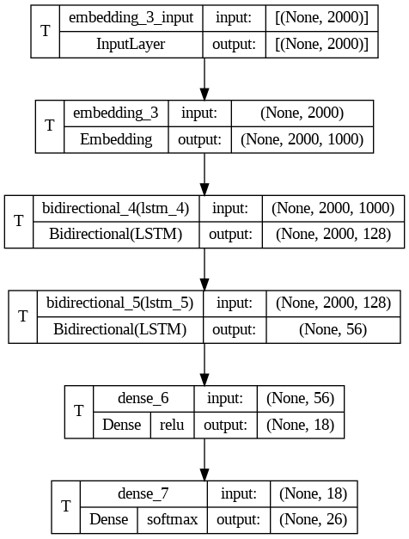 T embedding_3_input input: [(None, 2000)]
InputLayer output: [(None, 2000)]
T embedding_3 input: (None, 2000)
Embedding output: (None, 2000, 1000)
T bidirectional_4(lstm_4) input: (None, 2000, 1000)
Bidirectional(LSTM) output: (None, 2000, 128)
T bidirectional_5(lstm_5) input: (None, 2000, 128)
Bidirectional(LSTM) output: (None, 56)
T dense_6 input: (None, 56)
Dense relu output: (None, 18)
T dense_7 input: (None, 18)
Dense softmax output: (None, 26)